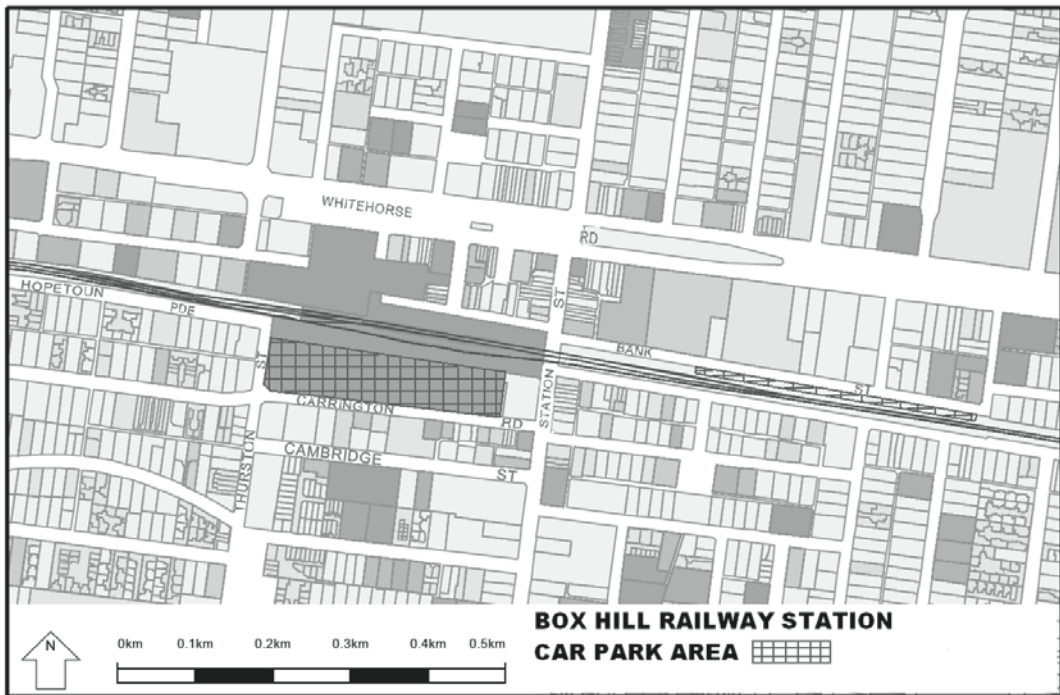 WHITEHORSE
RD
HOPETOUN
PDE
ST
BANK
ST
ST
CARRINGTON
RD
STATION
CAMBRIDGE
ST
THURSTON
N
0km 0.1km 0.2km 0.3km 0.4km 0.5km
BOX HILL RAILWAY STATION
CAR PARK AREA